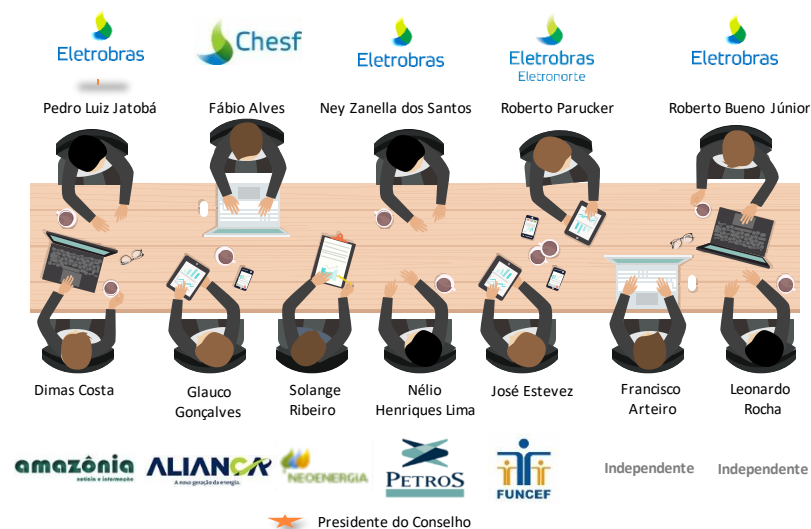 Eletrobras
Chesf
Eletrobras
Eletrobras
Eletronorte
Eletrobras
Pedro Luiz Jatobá
Fábio Alves
Ney Zanella dos Santos
Roberto Parucker
Roberto Bueno Júnior
Dimas Costa
Glauco
Gonçalves
Solange
Ribeiro
Nélio
Henriques Lima
José Estevez
Francisco
Arteiro
Leonardo
Rocha
amazônia
notícia e informação
ALIANÇA
A nova geração da energia.
NEOENERGIA
PETROS
FUNCEF
Independente
Independente
Presidente do Conselho